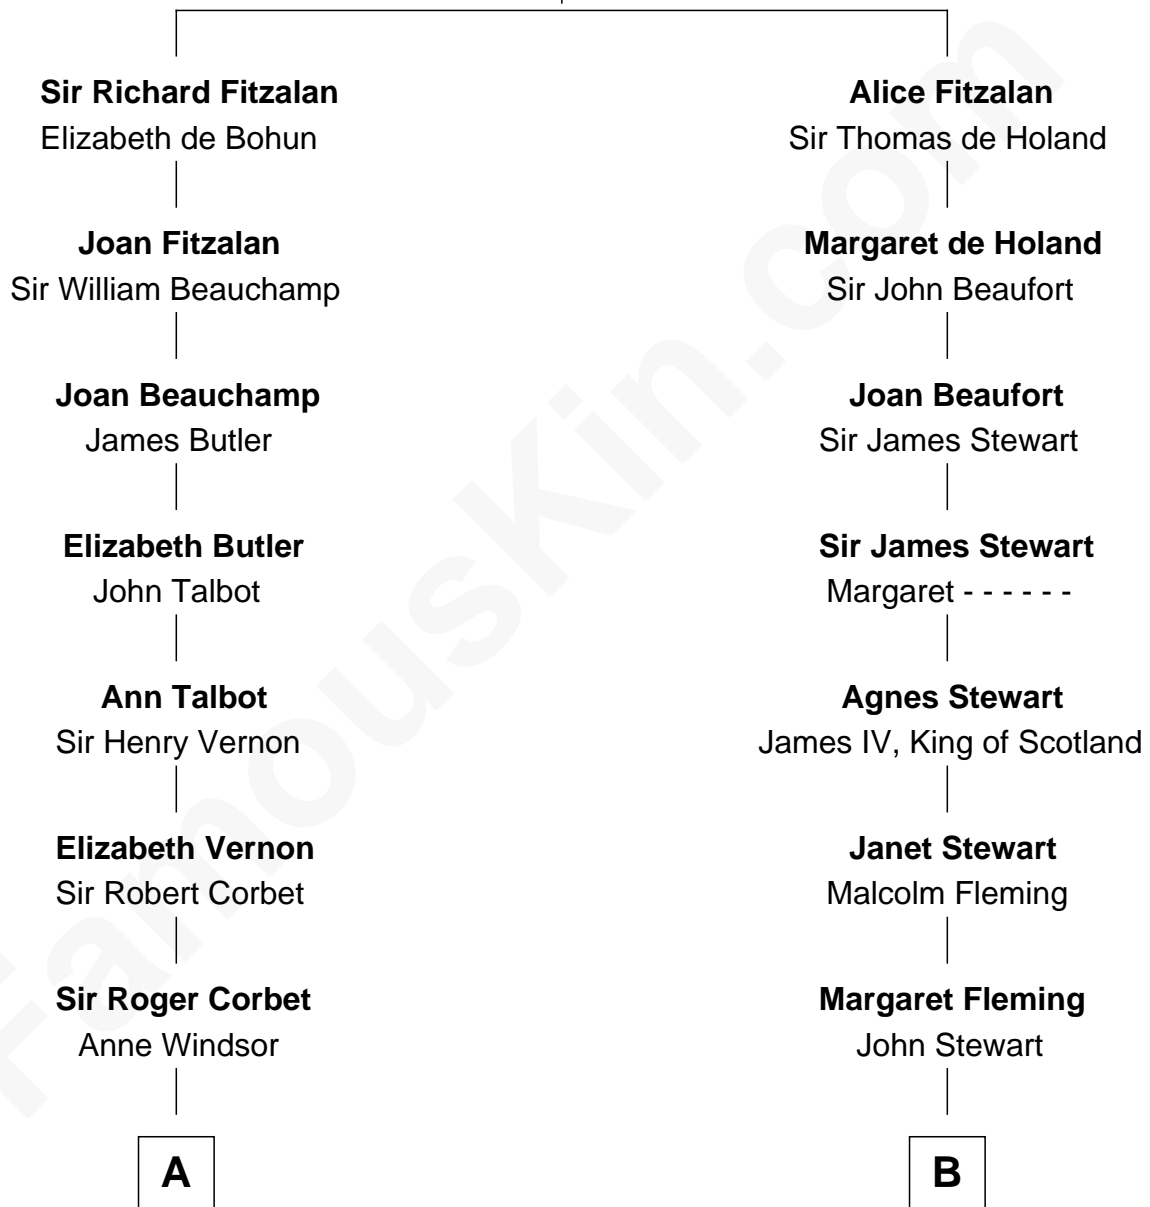 Sir Richard Fitzalan
Elizabeth de Bohun
Joan Fitzalan
Sir William Beauchamp
Joan Beauchamp
James Butler
Elizabeth Butler
John Talbot
Ann Talbot
Sir Henry Vernon
Elizabeth Vernon
Sir Robert Corbet
Sir Roger Corbet
Anne Windsor
A
Alice Fitzalan
Sir Thomas de Holand
Margaret de Holand
Sir John Beaufort
Joan Beaufort
Sir James Stewart
Sir James Stewart
Margaret - - - - - -
Agnes Stewart
James IV, King of Scotland
Janet Stewart
Malcolm Fleming
Margaret Fleming
John Stewart
B
FamousKin.com